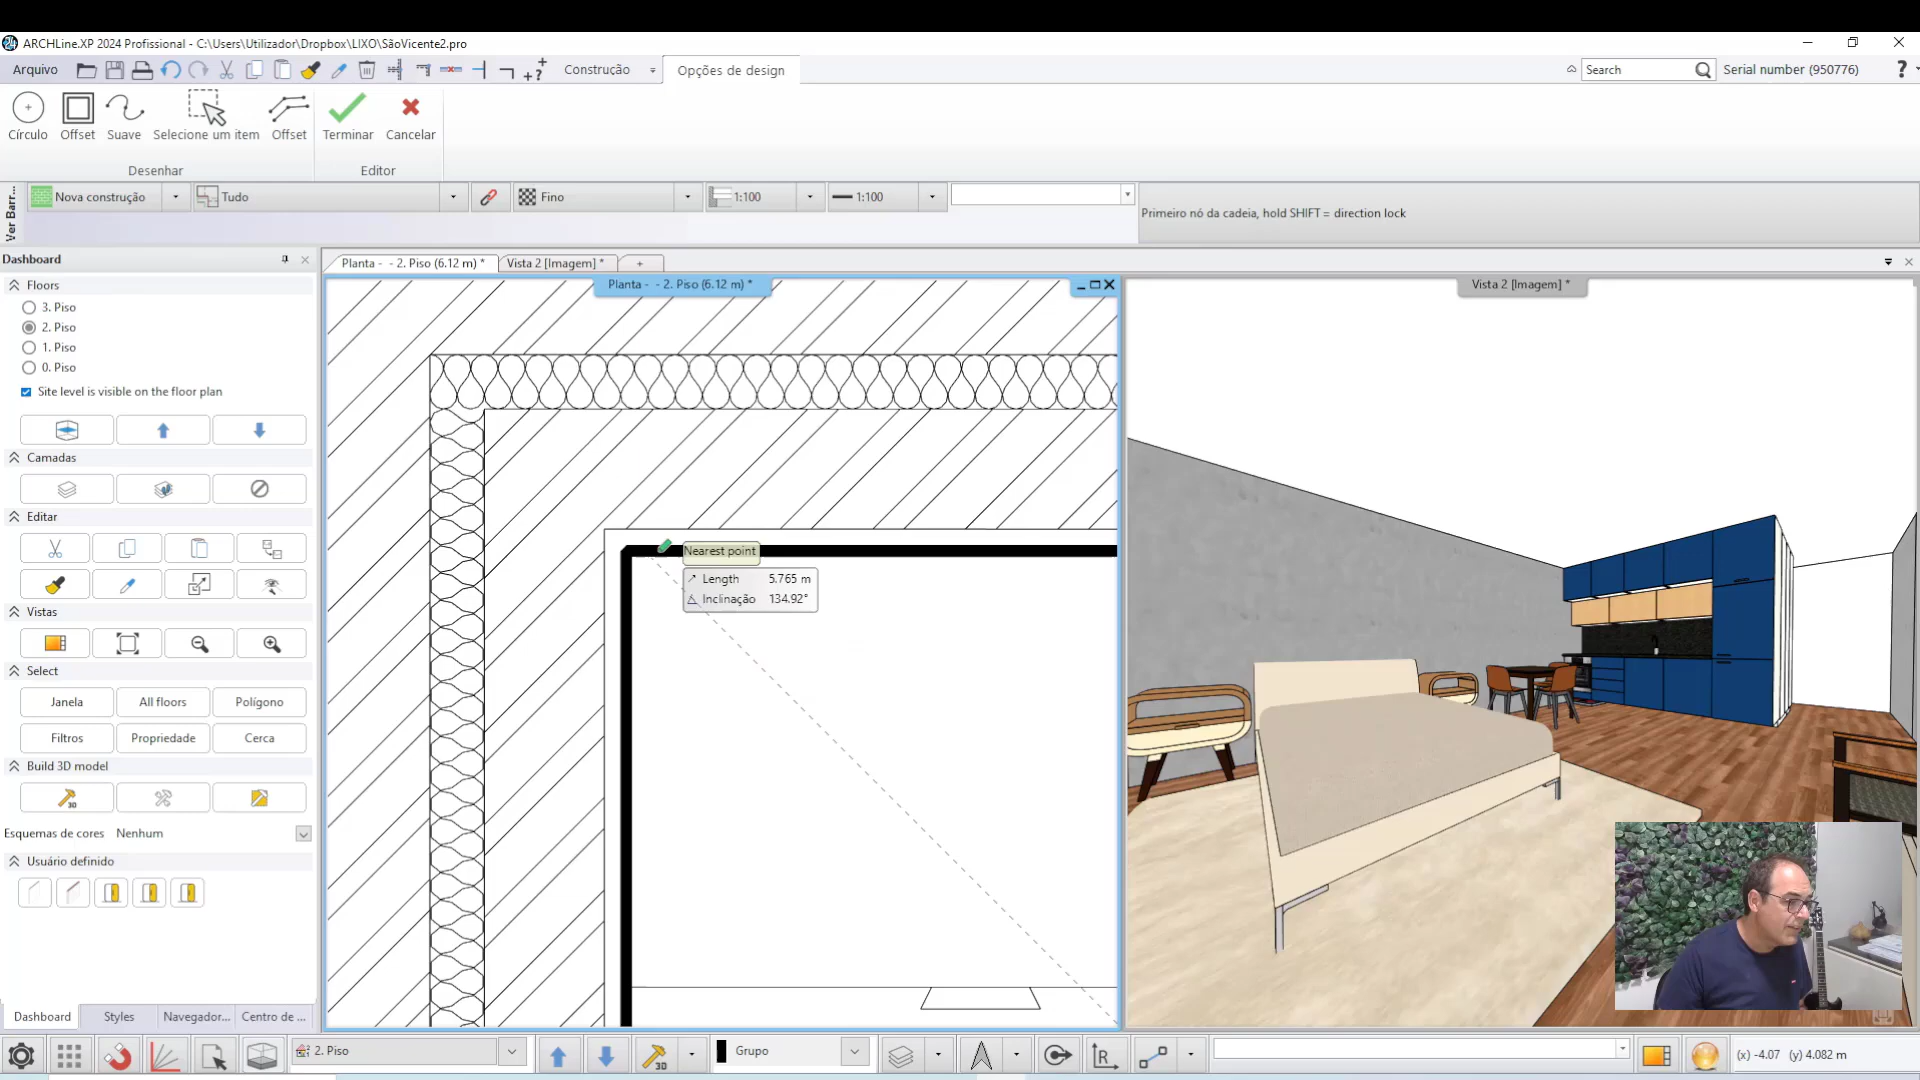 ARCHLine.XP 2024 Profissional - C:\Users\Utilizador\Dropbox\LIXO\SãoVicente2.pro
Arquivo
Construção
Opções de design
Search
Serial number (950776)
?
Círculo
Offset
Suave
Selecione um item
Offset
Terminar
Cancelar
Desenhar
Editor
Ver Barr...
Nova construção
Tudo
Fino
1:100
1:100
Primeiro nó da cadeia, hold SHIFT = direction lock
Dashboard
Planta - - 2. Piso (6.12 m) *
Vista 2 [Imagem] *
+
Planta - - 2. Piso (6.12 m) *
Vista 2 [Imagem] *
Floors
3. Piso
2. Piso
1. Piso
0. Piso
Site level is visible on the floor plan
Camadas
Editar
Vistas
Select
Janela
All floors
Polígono
Filtros
Propriedade
Cerca
Build 3D model
3D
Esquemas de cores
Nenhum
Usuário definido
Nearest point
Length 5.765 m
Inclinação 134.92°
Dashboard
Styles
Navegador...
Centro de ...
2. Piso
3D
Grupo
R
(x) -4.07 (y) 4.082 m